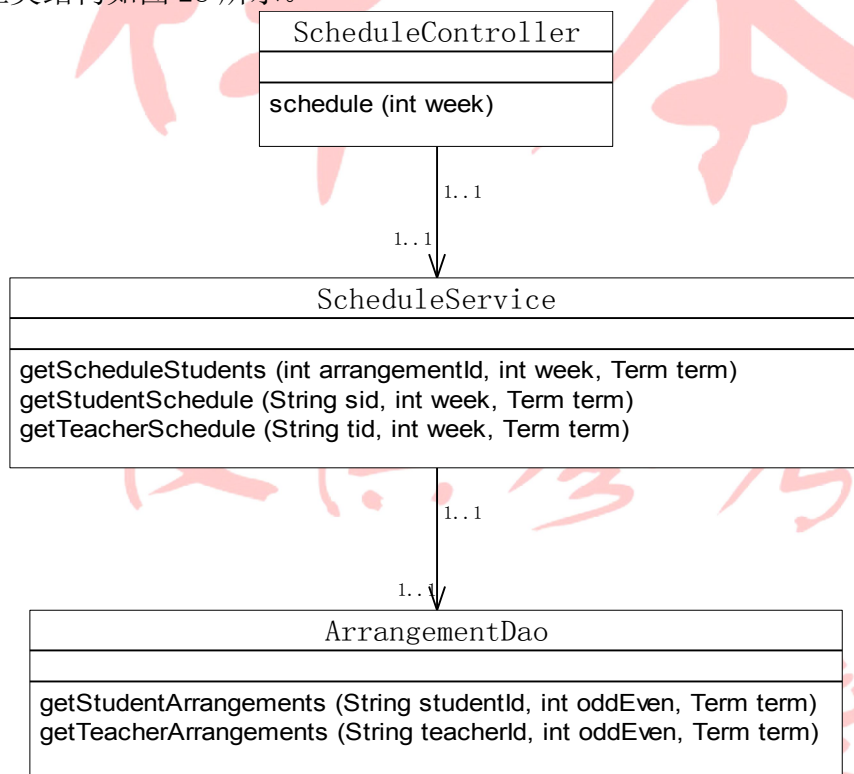 ScheduleController
schedule (int week)
1..1
1..1
ScheduleService
getScheduleStudents (int arrangementId, int week, Term term)
getStudentSchedule (String sid, int week, Term term)
getTeacherSchedule (String tid, int week, Term term)
1..1
1..1
ArrangementDao
getStudentArrangements (String studentId, int oddEven, Term term)
getTeacherArrangements (String teacherId, int oddEven, Term term)